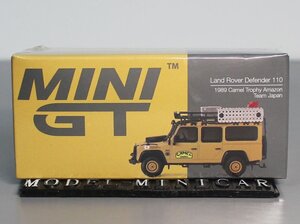 MINI
GT
TM
Land Rover Defender 110
1989 Camel Trophy Amazon
Team Japan
MODEL MINICAR